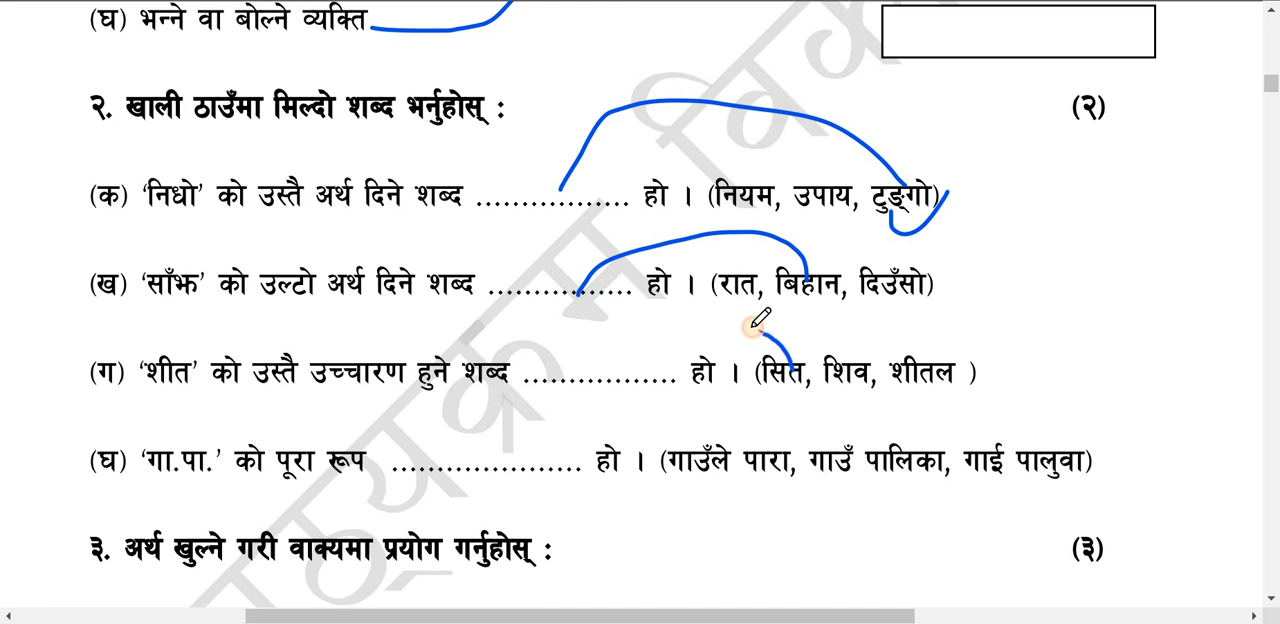 (घ) भन्ने वा बोल्ने व्यक्ति
२. खाली ठाउँमा मिल्दो शब्द भर्नुहोस् : (२)
(क) ‘निधो’ को उस्तै अर्थ दिने शब्द .................. हो । (नियम, उपाय, टुङ्गो)
(ख) ‘साँझ’ को उल्टो अर्थ दिने शब्द ................. हो । (रात, बिहान, दिउँसो)
(ग) ‘शीत’ को उस्तै उच्चारण हुने शब्द .................. हो । (सित, शिव, शीतल )
(घ) ‘गा.पा.’ को पूरा रूप ...................... हो । (गाउँले पारा, गाउँ पालिका, गाई पालुवा)
३. अर्थ खुल्ने गरी वाक्यमा प्रयोग गर्नुहोस् : (३)